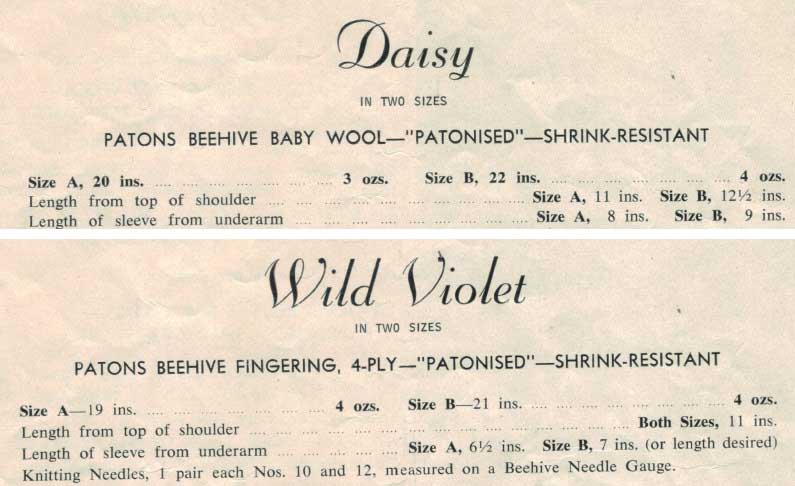 Daisy
IN TWO SIZES
PATONS BEEHIVE BABY WOOL—"PATONISED"—SHRINK-RESISTANT
Size A, 20 ins. .... .... .... .... .... .... .... 3 ozs. Size B, 22 ins. .... .... .... .... .... .... .... 4 ozs.
Length from top of shoulder .... .... .... .... .... .... .... .... .... Size A, 11 ins. Size B, 12½ ins.
Length of sleeve from underarm .... .... .... .... .... .... .... .... Size A, 8 ins. Size B, 9 ins.
Wild Violet
IN TWO SIZES
PATONS BEEHIVE FINGERING, 4-PLY—"PATONISED"—SHRINK-RESISTANT
Size A—19 ins. .... .... .... .... .... .... .... 4 ozs. Size B—21 ins. .... .... .... .... .... .... .... 4 ozs.
Length from top of shoulder .... .... .... .... .... .... .... .... .... .... .... .... Both Sizes, 11 ins.
Length of sleeve from underarm .... .... .... .... .... Size A, 6½ ins. Size B, 7 ins. (or length desired)
Knitting Needles, 1 pair each Nos. 10 and 12, measured on a Beehive Needle Gauge.